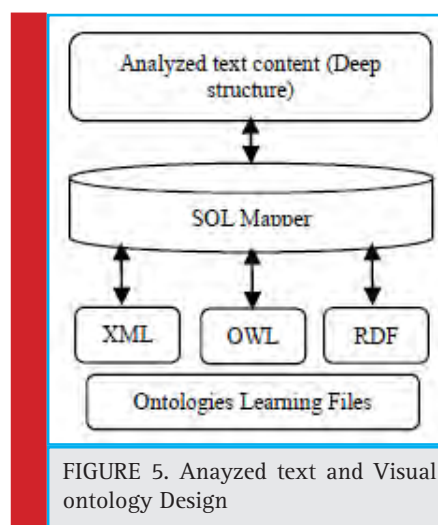 Analyzed text content (Deep
structure)
SOL Mapper
XML
OWL
RDF
Ontologies Learning Files
FIGURE 5. Anayzed text and Visual
ontology Design